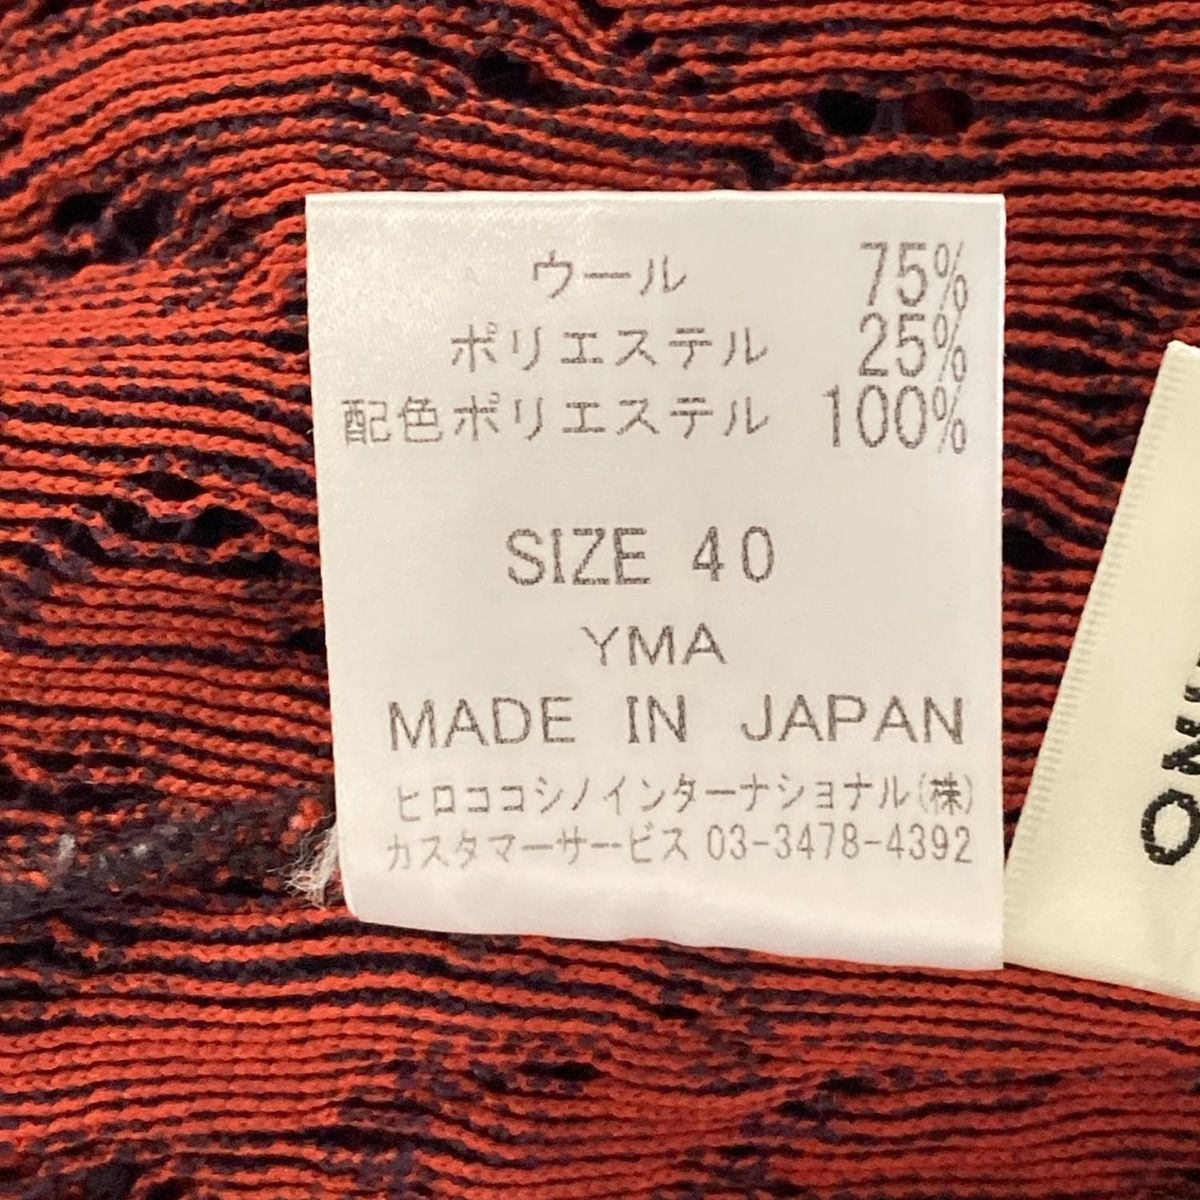 ウール 75%
ポリエステル 25%
配色ポリエステル 100%
SIZE 40
YMA
MADE IN JAPAN
ヒロココシノインターナショナル(株)
カスタマーサービス 03-3478-4392